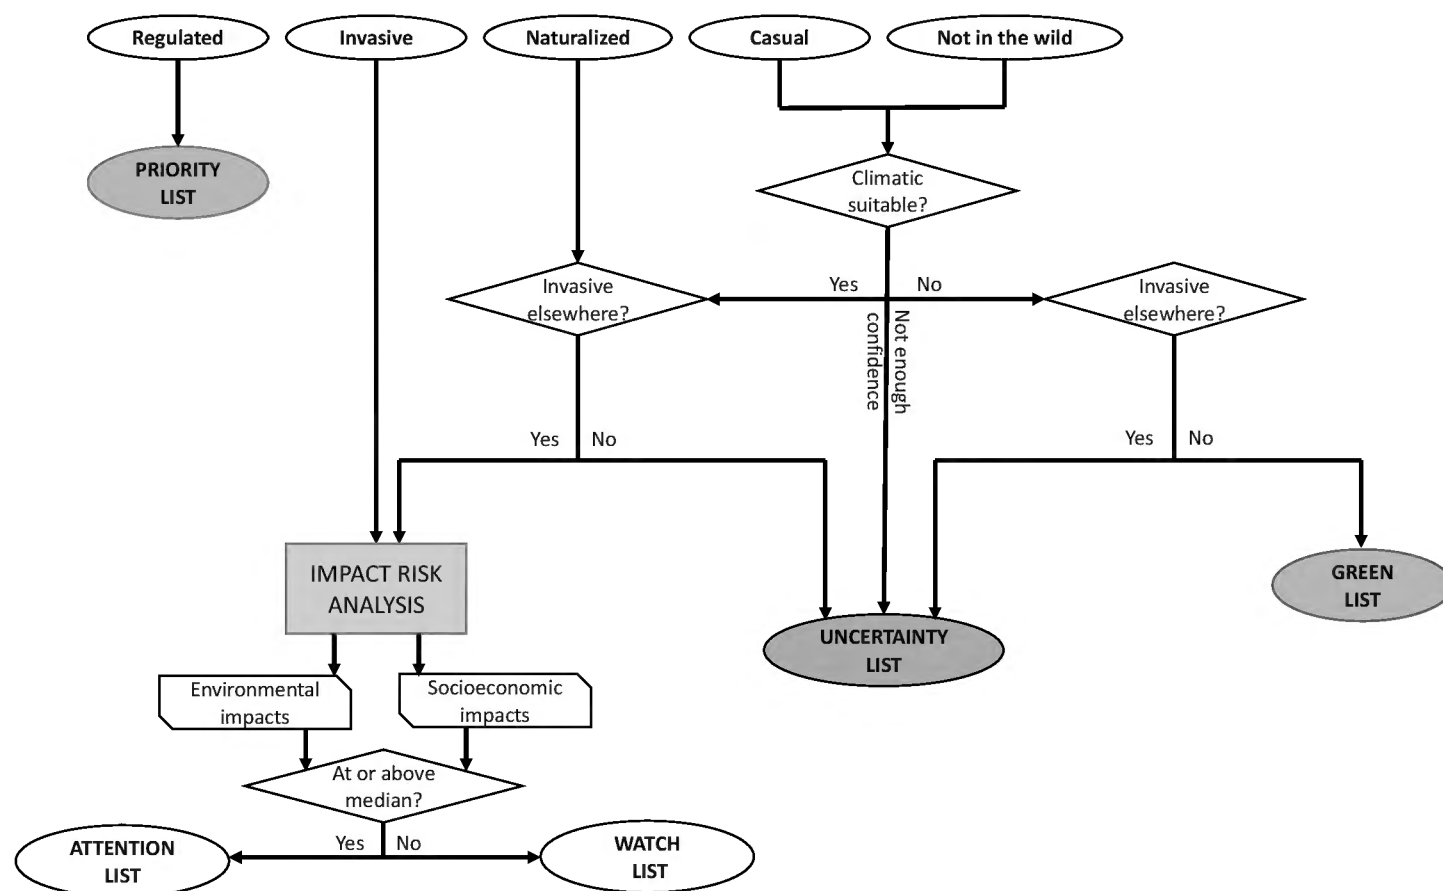 Regulated
Invasive
Naturalized
Casual
Not in the wild
PRIORITY
LIST
Climatic
suitable?
Invasive
elsewhere?
Yes
No
Invasive
elsewhere?
Not enough
confidence
Yes
No
Yes
No
IMPACT RISK
ANALYSIS
GREEN
LIST
UNCERTAINTY
LIST
Environmental
impacts
Socioeconomic
impacts
At or above
median?
Yes
No
ATTENTION
LIST
WATCH
LIST